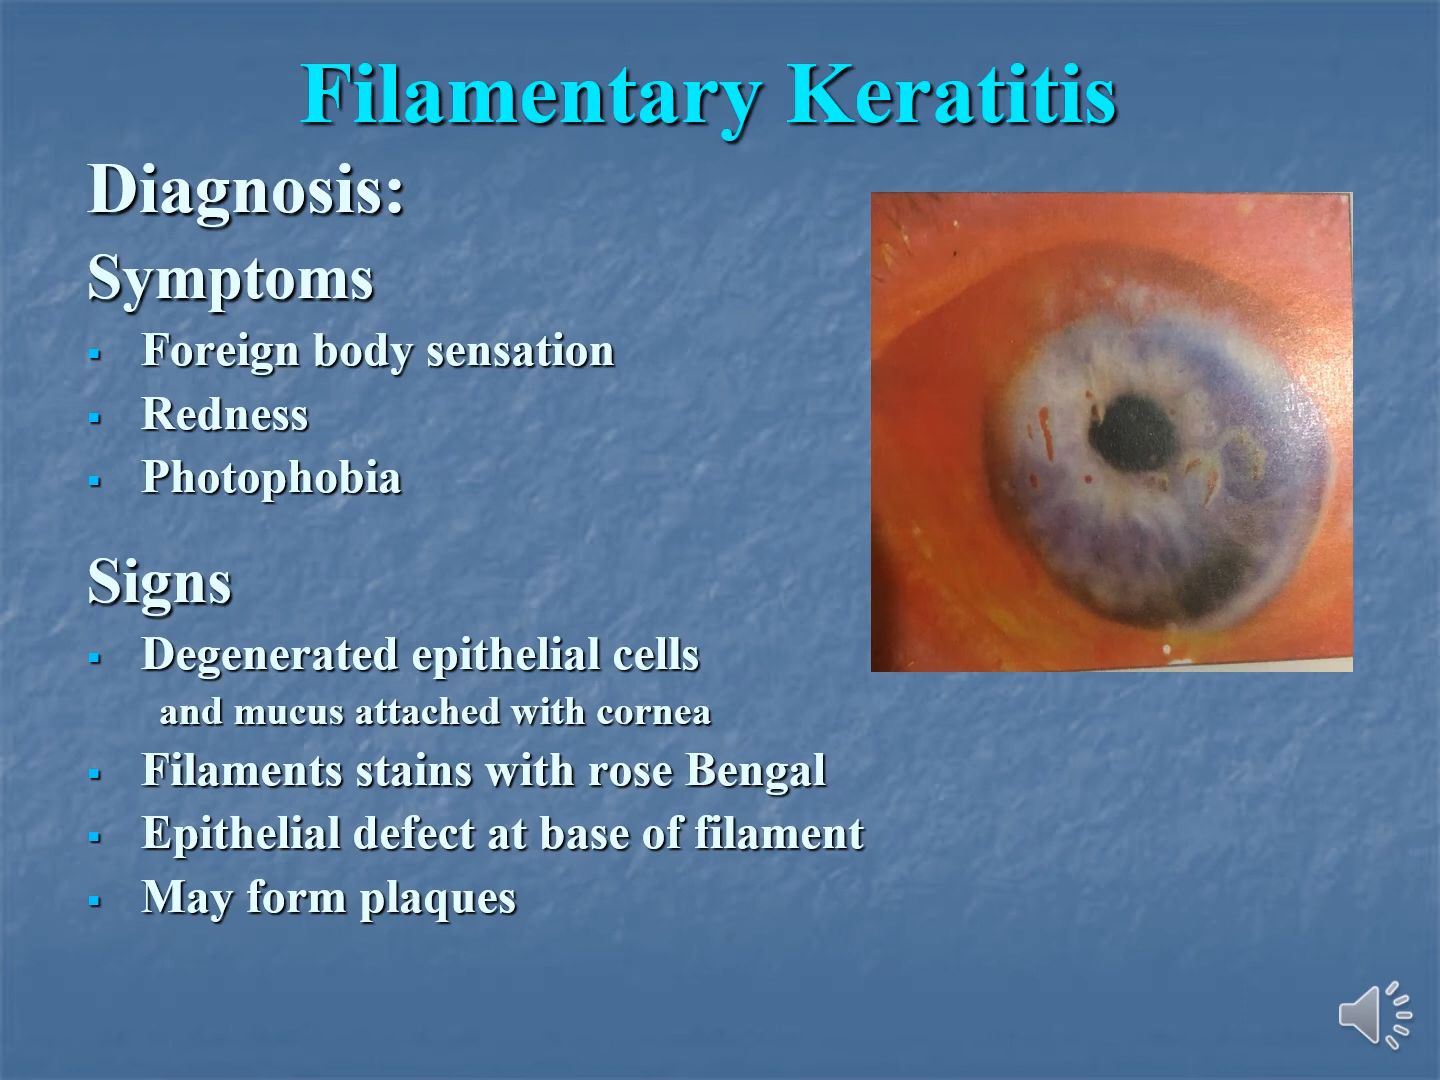 Filamentary Keratitis
Diagnosis:
Symptoms
Foreign body sensation
Redness
Photophobia
Signs
Degenerated epithelial cells
and mucus attached with cornea
Filaments stains with rose Bengal
Epithelial defect at base of filament
May form plaques